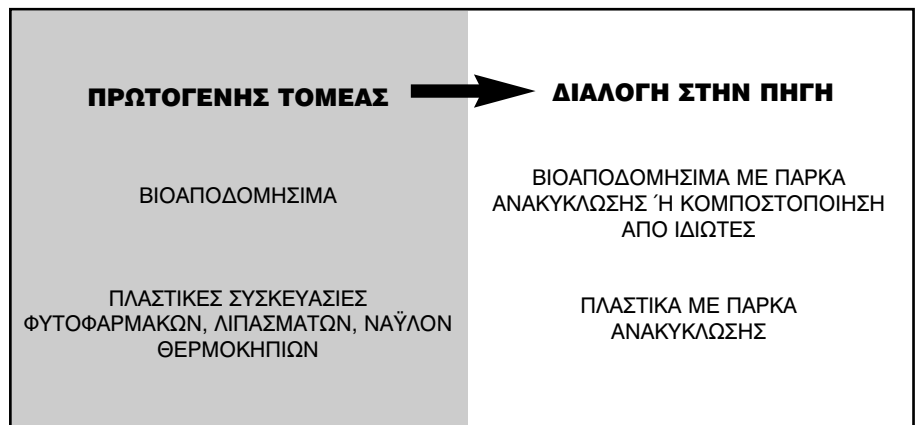 ΠΡΩΤΟΓΕΝΗΣ ΤΟΜΕΑΣ
ΔΙΑΛΟΓΗ ΣΤΗΝ ΠΗΓΗ
ΒΙΟΑΠΟΔΟΜΗΣΙΜΑ
ΒΙΟΑΠΟΔΟΜΗΣΙΜΑ ΜΕ ΠΑΡΚΑ
ΑΝΑΚΥΚΛΩΣΗΣ Ή ΚΟΜΠΟΣΤΟΠΟΙΗΣΗ
ΑΠΟ ΙΔΙΩΤΕΣ
ΠΛΑΣΤΙΚΕΣ ΣΥΣΚΕΥΑΣΙΕΣ
ΦΥΤΟΦΑΡΜΑΚΩΝ, ΛΙΠΑΣΜΑΤΩΝ, ΝΑΫΛΟΝ
ΘΕΡΜΟΚΗΠΙΩΝ
ΠΛΑΣΤΙΚΑ ΜΕ ΠΑΡΚΑ
ΑΝΑΚΥΚΛΩΣΗΣ